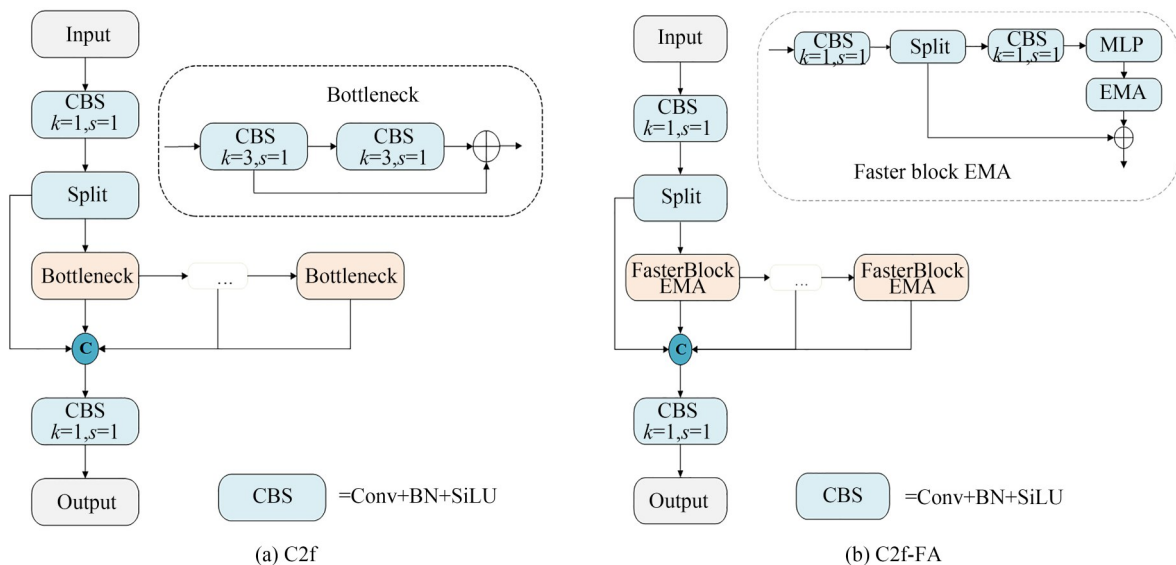 Input
CBS
k=1,s=1
Split
Bottleneck
...
Bottleneck
C
CBS
k=1,s=1
Output
Bottleneck
CBS
k=3,s=1
CBS
k=3,s=1
CBS
=Conv+BN+SiLU
(a) C2f
Input
CBS
k=1,s=1
Split
FasterBlock
EMA
...
FasterBlock
EMA
C
CBS
k=1,s=1
Output
CBS
k=1,s=1
Split
CBS
k=1,s=1
MLP
EMA
Faster block EMA
CBS
=Conv+BN+SiLU
(b) C2f-FA